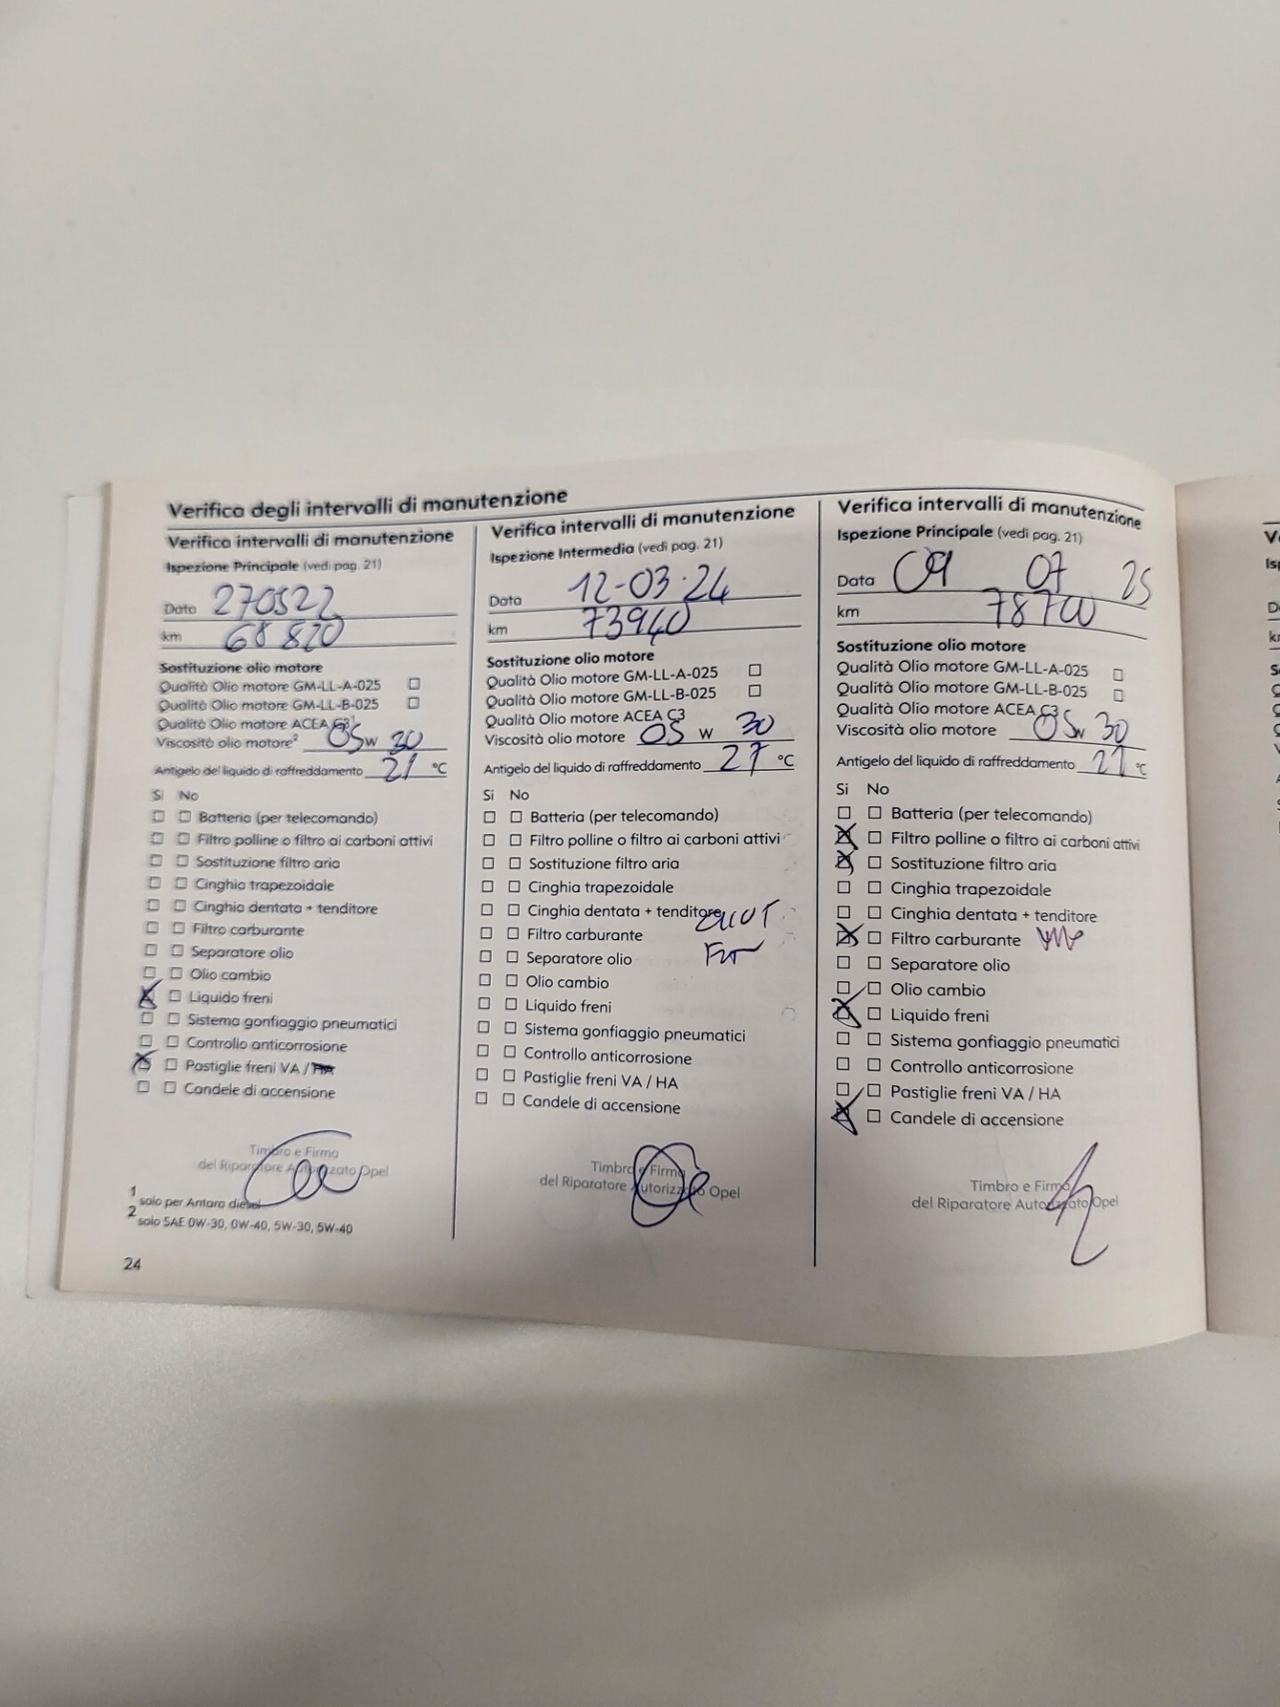 Verifica degli intervalli di manutenzione
Verifica intervalli di manutenzione
Ispezione Principale (vedi pag. 21)
Data 270522
km 68820
Sostituzione olio motore
Qualità Olio motore GM-LL-A-025 ☐
Qualità Olio motore GM-LL-B-025 ☐
Qualità Olio motore ACEA C3
Viscosità olio motore² 05 W 30
Antigelo del liquido di raffreddamento 21 °C
Si No
☐ ☐ Batteria (per telecomando)
☐ ☐ Filtro polline o filtro ai carboni attivi
☐ ☐ Sostituzione filtro aria
☐ ☐ Cinghia trapezoidale
☐ ☐ Cinghia dentata + tenditore
☐ ☐ Filtro carburante
☐ ☐ Separatore olio
☐ ☐ Olio cambio
☒ ☐ Liquido freni
☐ ☐ Sistema gonfiaggio pneumatici
☐ ☐ Controllo anticorrosione
☒ ☐ Pastiglie freni VA / HA
☐ ☐ Candele di accensione
Timbro e Firma
del Riparatore Autorizzato Opel
1 solo per Antara diesel
2 solo SAE 0W-30, 0W-40, 5W-30, 5W-40
24
Verifica intervalli di manutenzione
Ispezione Intermedia (vedi pag. 21)
Data 12-03-24
km 73940
Sostituzione olio motore
Qualità Olio motore GM-LL-A-025 ☐
Qualità Olio motore GM-LL-B-025 ☐
Qualità Olio motore ACEA C3
Viscosità olio motore 05 W 30
Antigelo del liquido di raffreddamento 27 °C
Si No
☐ ☐ Batteria (per telecomando)
☐ ☐ Filtro polline o filtro ai carboni attivi
☐ ☐ Sostituzione filtro aria
☐ ☐ Cinghia trapezoidale
☐ ☐ Cinghia dentata + tenditore
☐ ☐ Filtro carburante
☐ ☐ Separatore olio
☐ ☐ Olio cambio
☐ ☐ Liquido freni
☐ ☐ Sistema gonfiaggio pneumatici
☐ ☐ Controllo anticorrosione
☐ ☐ Pastiglie freni VA / HA
☐ ☐ Candele di accensione
Timbro e Firma
del Riparatore Autorizzato Opel
Verifica intervalli di manutenzione
Ispezione Principale (vedi pag. 21)
Data 09 07 25
km 78700
Sostituzione olio motore
Qualità Olio motore GM-LL-A-025 ☐
Qualità Olio motore GM-LL-B-025 ☐
Qualità Olio motore ACEA C3
Viscosità olio motore 05 W 30
Antigelo del liquido di raffreddamento 27 °C
Si No
☐ ☐ Batteria (per telecomando)
☒ ☐ Filtro polline o filtro ai carboni attivi
☒ ☐ Sostituzione filtro aria
☐ ☐ Cinghia trapezoidale
☐ ☐ Cinghia dentata + tenditore
☒ ☐ Filtro carburante
☐ ☐ Separatore olio
☐ ☐ Olio cambio
☒ ☐ Liquido freni
☐ ☐ Sistema gonfiaggio pneumatici
☐ ☐ Controllo anticorrosione
☐ ☐ Pastiglie freni VA / HA
☒ ☐ Candele di accensione
Timbro e Firma
del Riparatore Autorizzato Opel